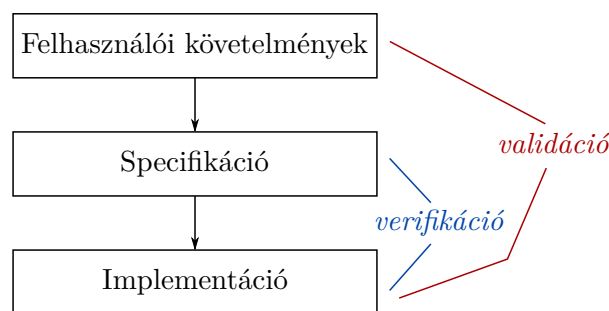 Felhasználói követelmények
validáció
Specifikáció
verifikáció
Implementáció